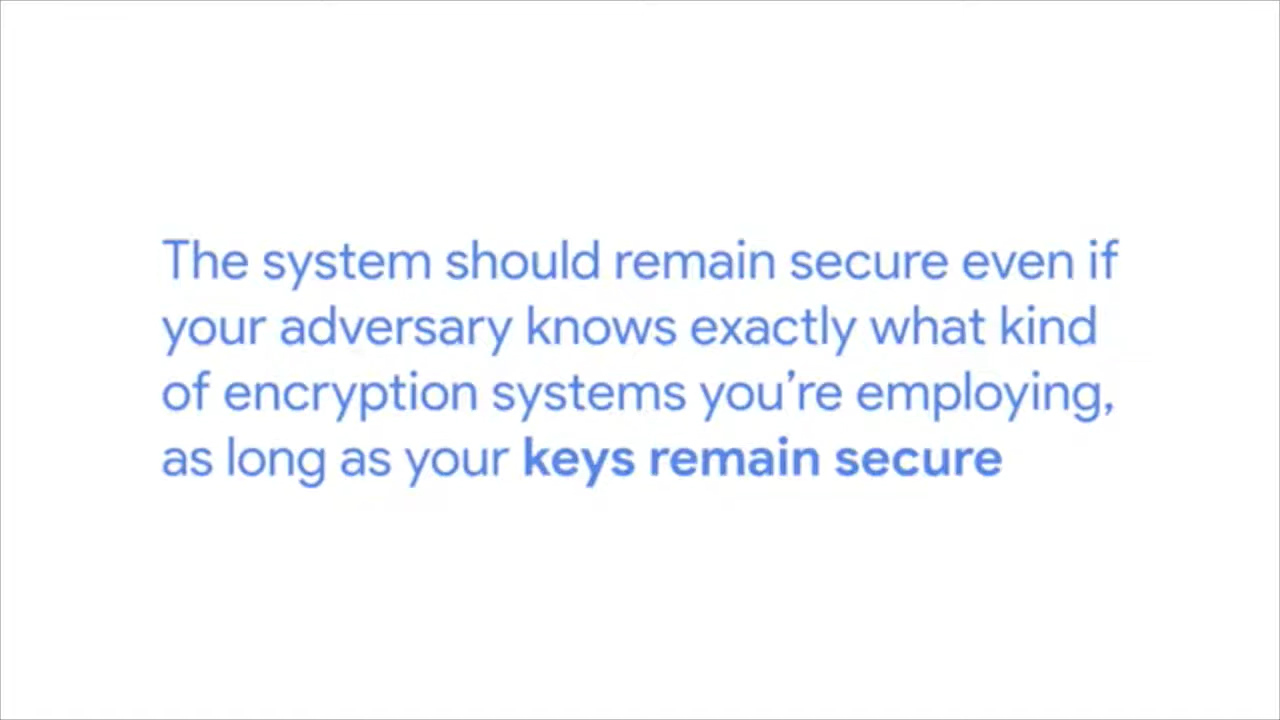 The system should remain secure even if
your adversary knows exactly what kind
of encryption systems you’re employing,
as long as your keys remain secure